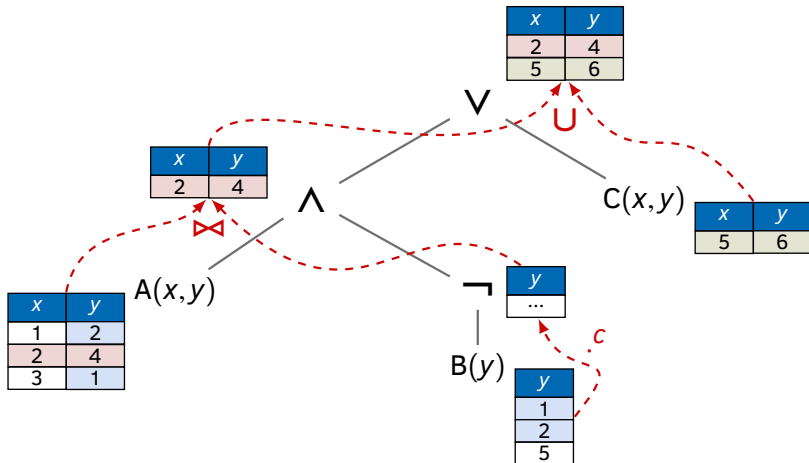 x y
2 4
5 6
∨
∪
x y
2 4
∧
C(x, y)
x y
5 6
⋈
A(x, y)
¬
y
...
x y
1 2
2 4
3 1
.c
B(y)
y
1
2
5